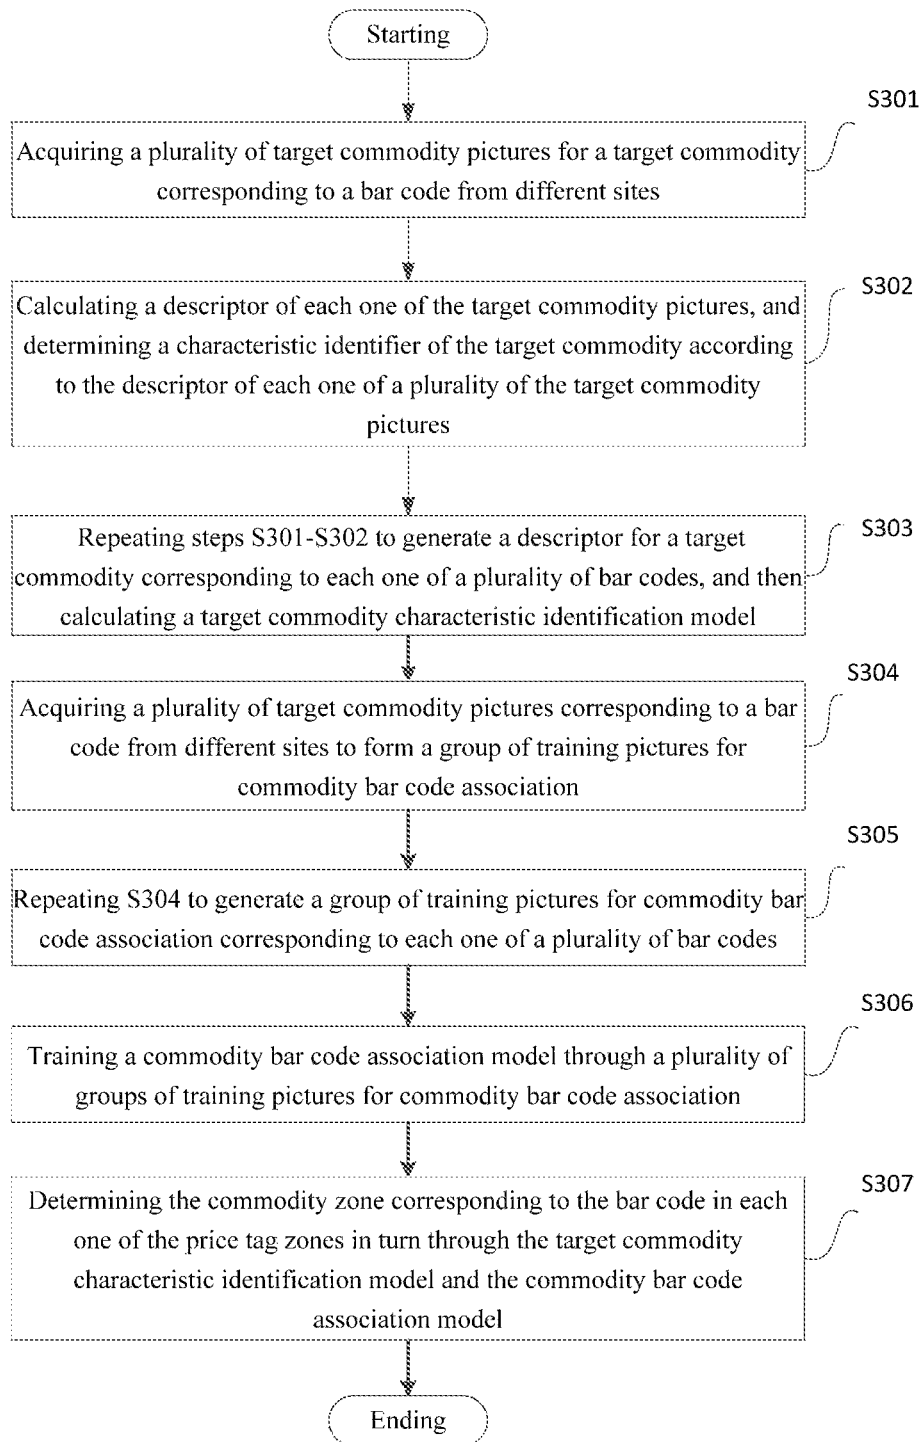 Starting
S301
Acquiring a plurality of target commodity pictures for a target commodity
corresponding to a bar code from different sites
S302
Calculating a descriptor of each one of the target commodity pictures, and
determining a characteristic identifier of the target commodity according
to the descriptor of each one of a plurality of the target commodity
pictures
S303
Repeating steps S301-S302 to generate a descriptor for a target
commodity corresponding to each one of a plurality of bar codes, and then
calculating a target commodity characteristic identification model
S304
Acquiring a plurality of target commodity pictures corresponding to a bar
code from different sites to form a group of training pictures for
commodity bar code association
S305
Repeating S304 to generate a group of training pictures for commodity bar
code association corresponding to each one of a plurality of bar codes
S306
Training a commodity bar code association model through a plurality of
groups of training pictures for commodity bar code association
S307
Determining the commodity zone corresponding to the bar code in each
one of the price tag zones in turn through the target commodity
characteristic identification model and the commodity bar code
association model
Ending